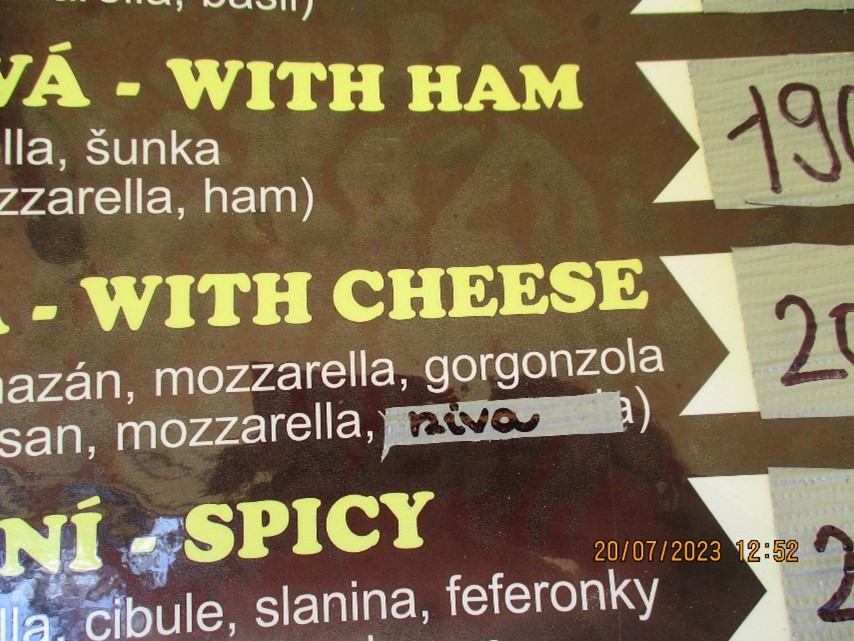 VÁ - WITH HAM
190
lla, šunka
zzarella, ham)
- WITH CHEESE
20
mazán, mozzarella, gorgonzola
san, mozzarella, niva a)
NÍ - SPICY
20/07/2023 12:52
2
lla, cibule, slanina, feferonky